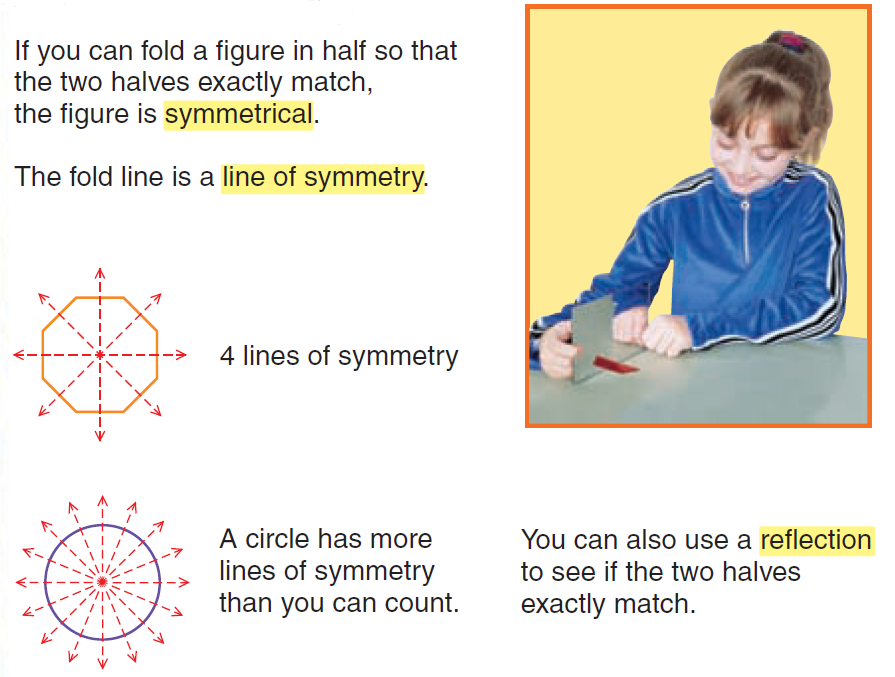 If you can fold a figure in half so that
the two halves exactly match,
the figure is symmetrical.
The fold line is a line of symmetry.
4 lines of symmetry
A circle has more
lines of symmetry
than you can count.
You can also use a reflection
to see if the two halves
exactly match.